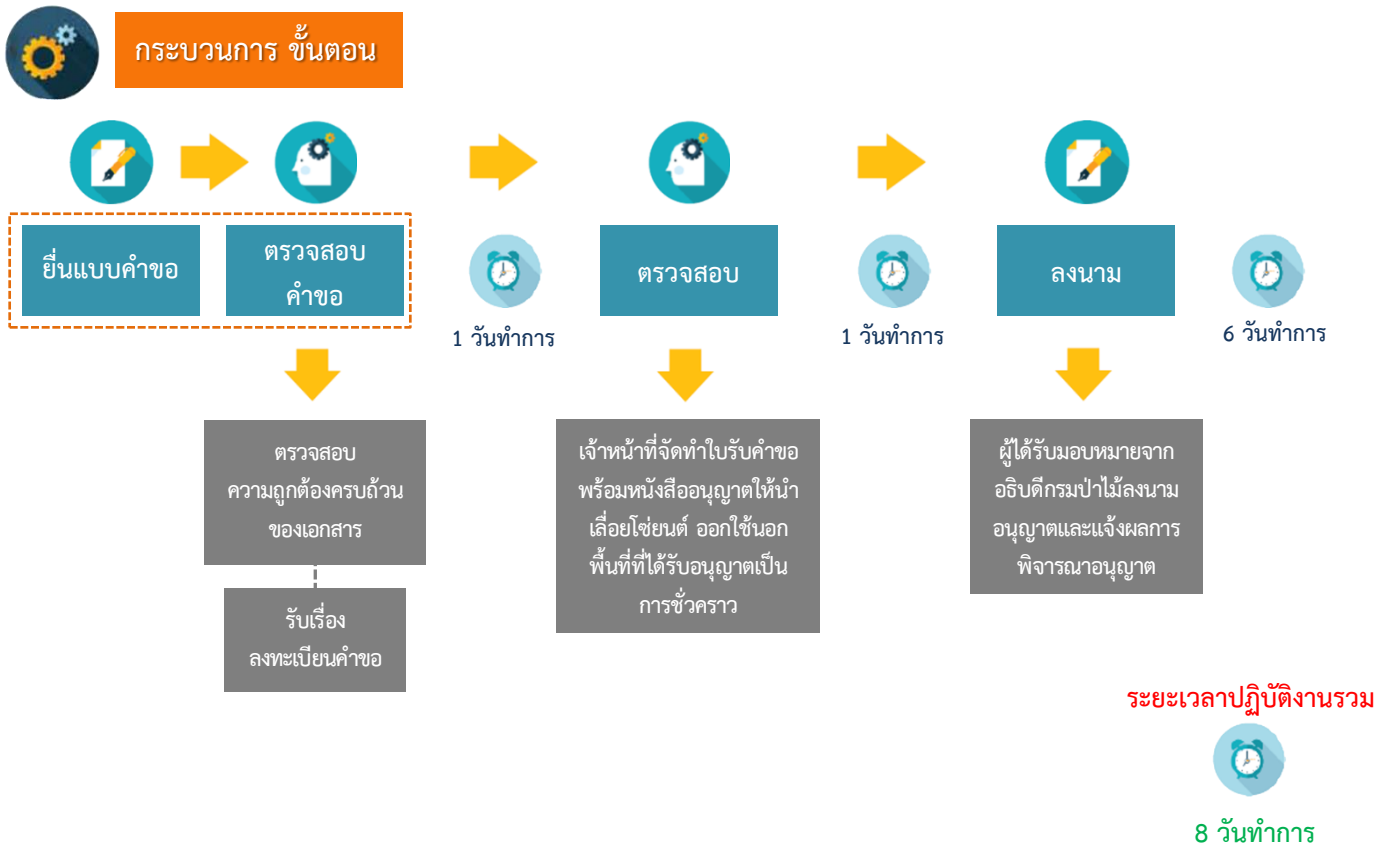 กระบวนการ ขั้นตอน
ยื่นแบบคำขอ
ตรวจสอบ
คำขอ
1 วันทำการ
ตรวจสอบ
1 วันทำการ
ลงนาม
6 วันทำการ
ตรวจสอบ
ความถูกต้องครบถ้วน
ของเอกสาร
รับเรื่อง
ลงทะเบียนคำขอ
เจ้าหน้าที่จัดทำใบรับคำขอ
พร้อมหนังสืออนุญาตให้นำ
เลื่อยโซ่ยนต์ ออกใช้นอก
พื้นที่ที่ได้รับอนุญาตเป็น
การชั่วคราว
ผู้ได้รับมอบหมายจาก
อธิบดีกรมป่าไม้ลงนาม
อนุญาตและแจ้งผลการ
พิจารณาอนุญาต
ระยะเวลาปฏิบัติงานรวม
8 วันทำการ